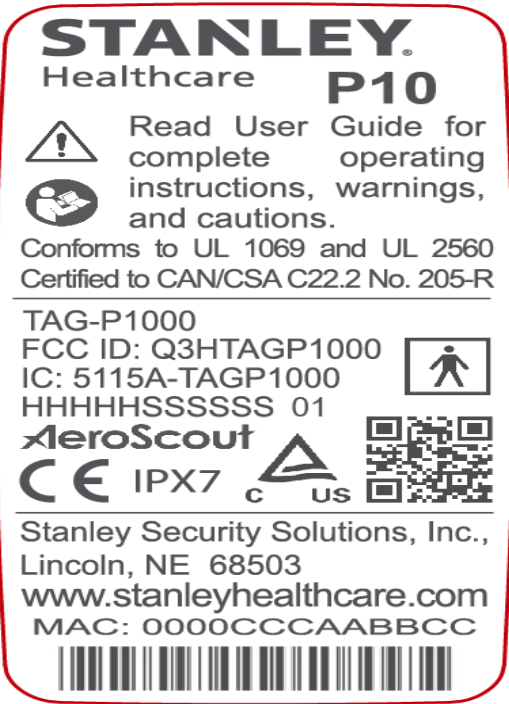 STANLEY®
Healthcare P10
Read User Guide for
complete operating
instructions, warnings,
and cautions.
Conforms to UL 1069 and UL 2560
Certified to CAN/CSA C22.2 No. 205-R
TAG-P1000
FCC ID: Q3HTAGP1000
IC: 5115A-TAGP1000
HHHHHSSSSSS 01
AeroScout
CE IPX7 C US
Stanley Security Solutions, Inc.,
Lincoln, NE 68503
www.stanleyhealthcare.com
MAC: 0000CCCAABBCC